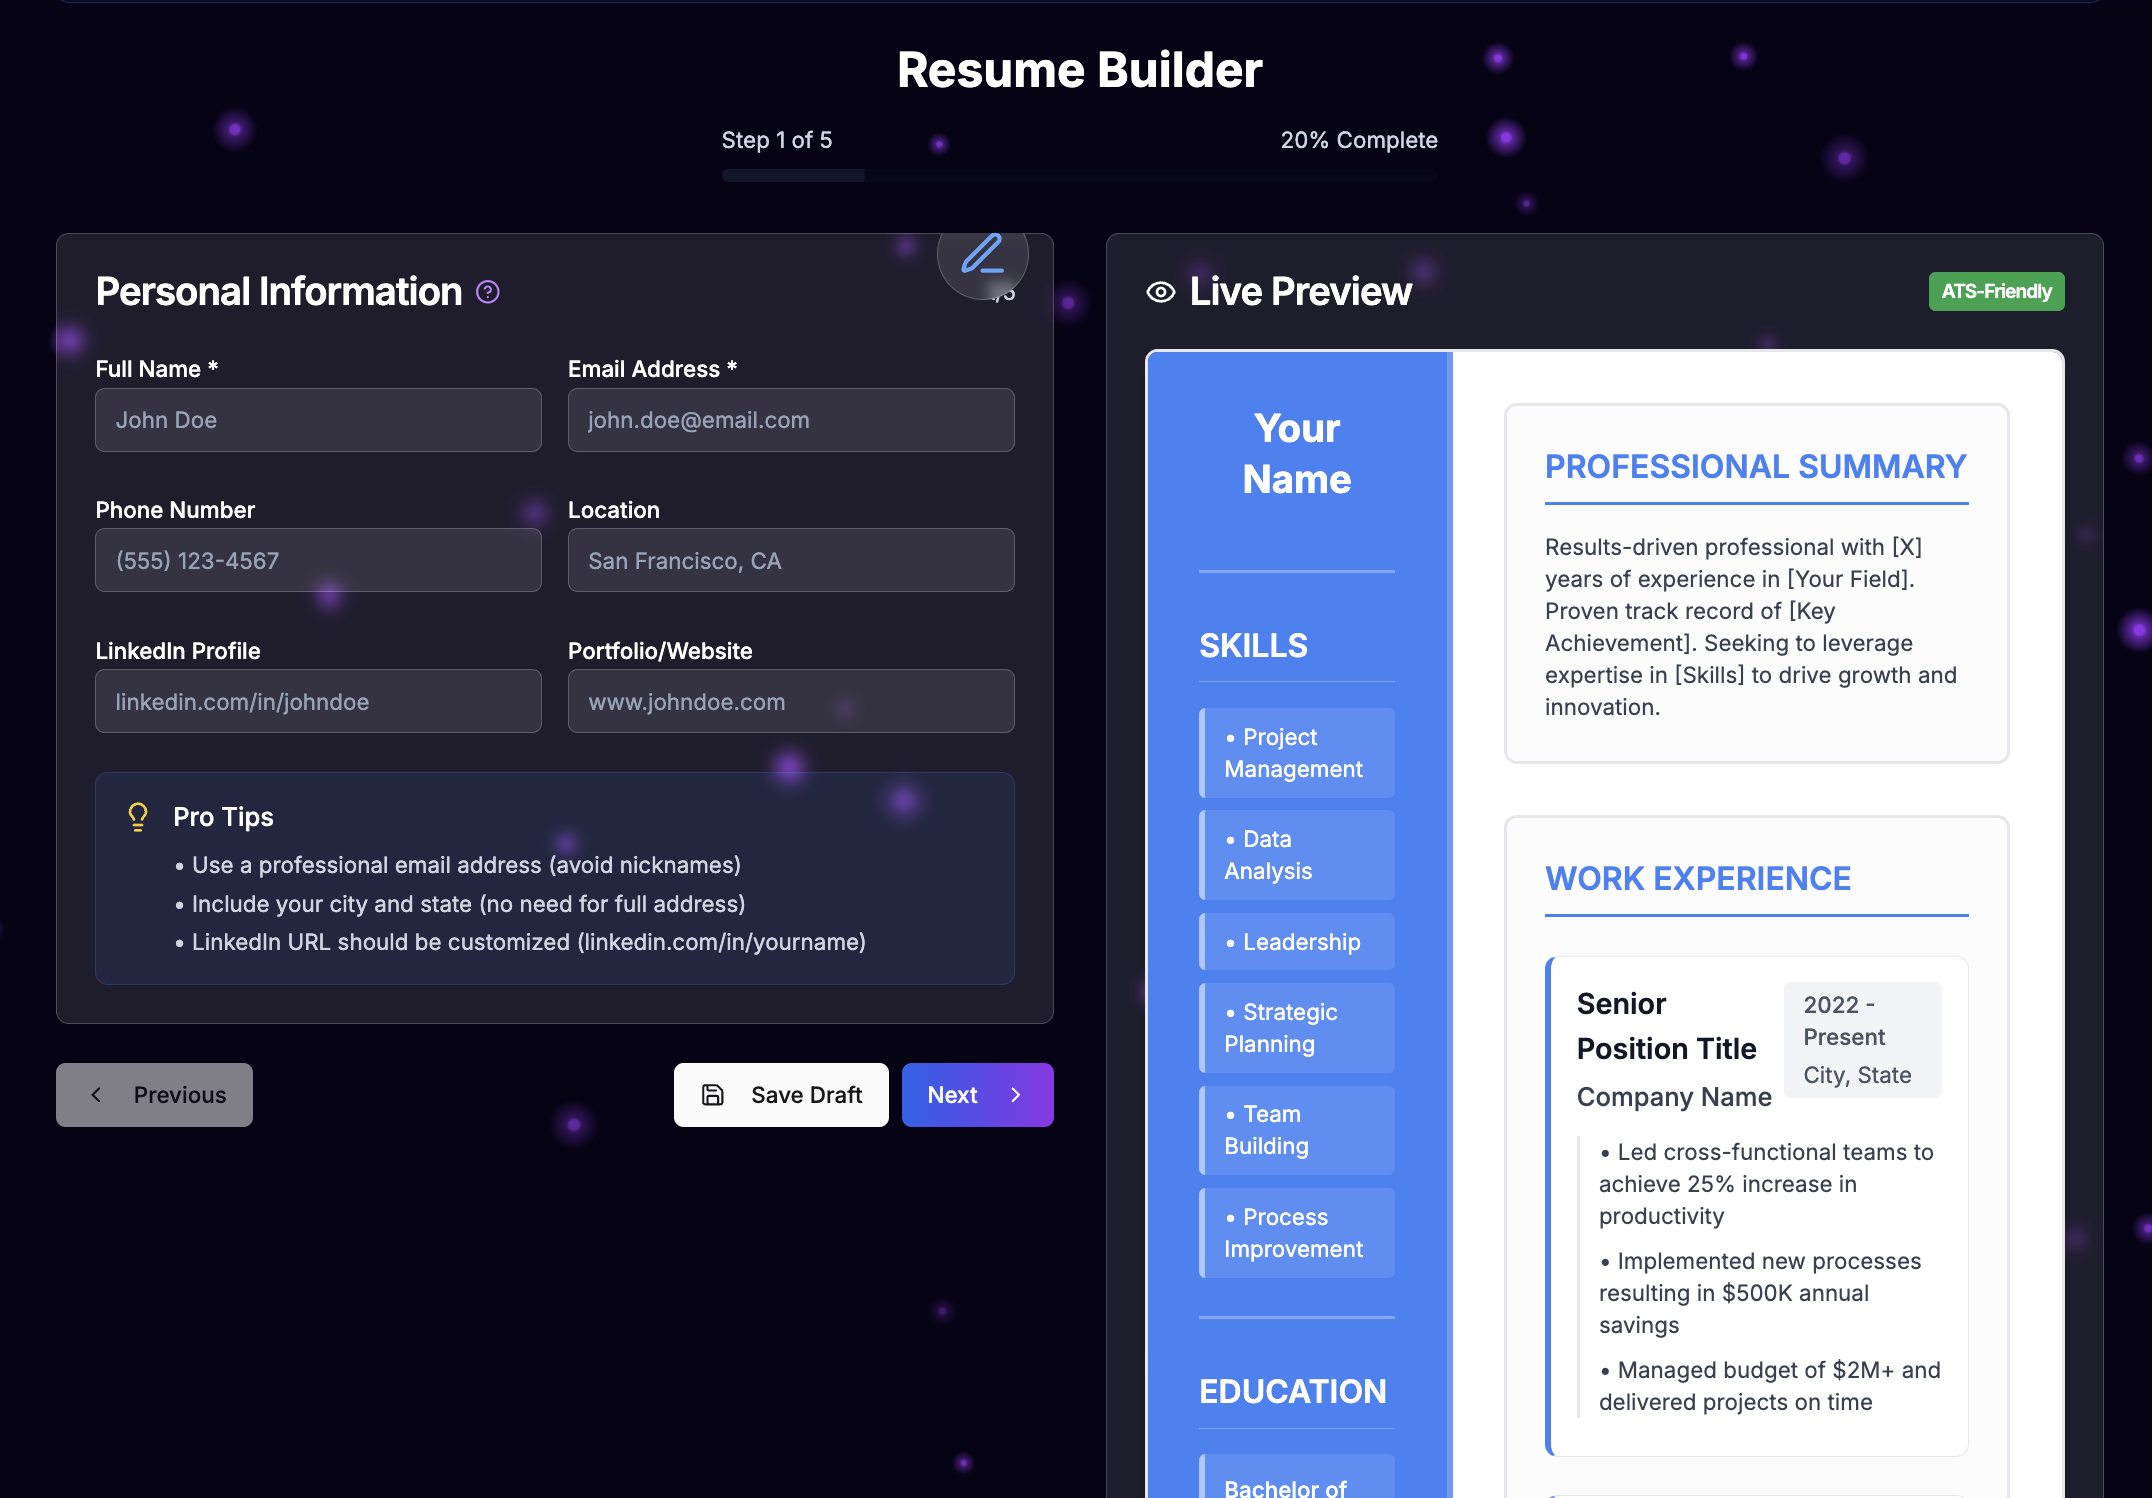 Resume Builder
Step 1 of 5
20% Complete
Personal Information
Full Name *
Email Address *
John Doe
john.doe@email.com
Phone Number
Location
(555) 123-4567
San Francisco, CA
LinkedIn Profile
Portfolio/Website
linkedin.com/in/johndoe
www.johndoe.com
Pro Tips
• Use a professional email address (avoid nicknames)
• Include your city and state (no need for full address)
• LinkedIn URL should be customized (linkedin.com/in/yourname)
Previous
Save Draft
Next
Live Preview
ATS-Friendly
Your
Name
SKILLS
• Project
Management
• Data
Analysis
• Leadership
• Strategic
Planning
• Team
Building
• Process
Improvement
EDUCATION
Bachelor of
PROFESSIONAL SUMMARY
Results-driven professional with [X]
years of experience in [Your Field].
Proven track record of [Key
Achievement]. Seeking to leverage
expertise in [Skills] to drive growth and
innovation.
WORK EXPERIENCE
Senior
Position Title
Company Name
2022 -
Present
City, State
• Led cross-functional teams to
achieve 25% increase in
productivity
• Implemented new processes
resulting in $500K annual
savings
• Managed budget of $2M+ and
delivered projects on time